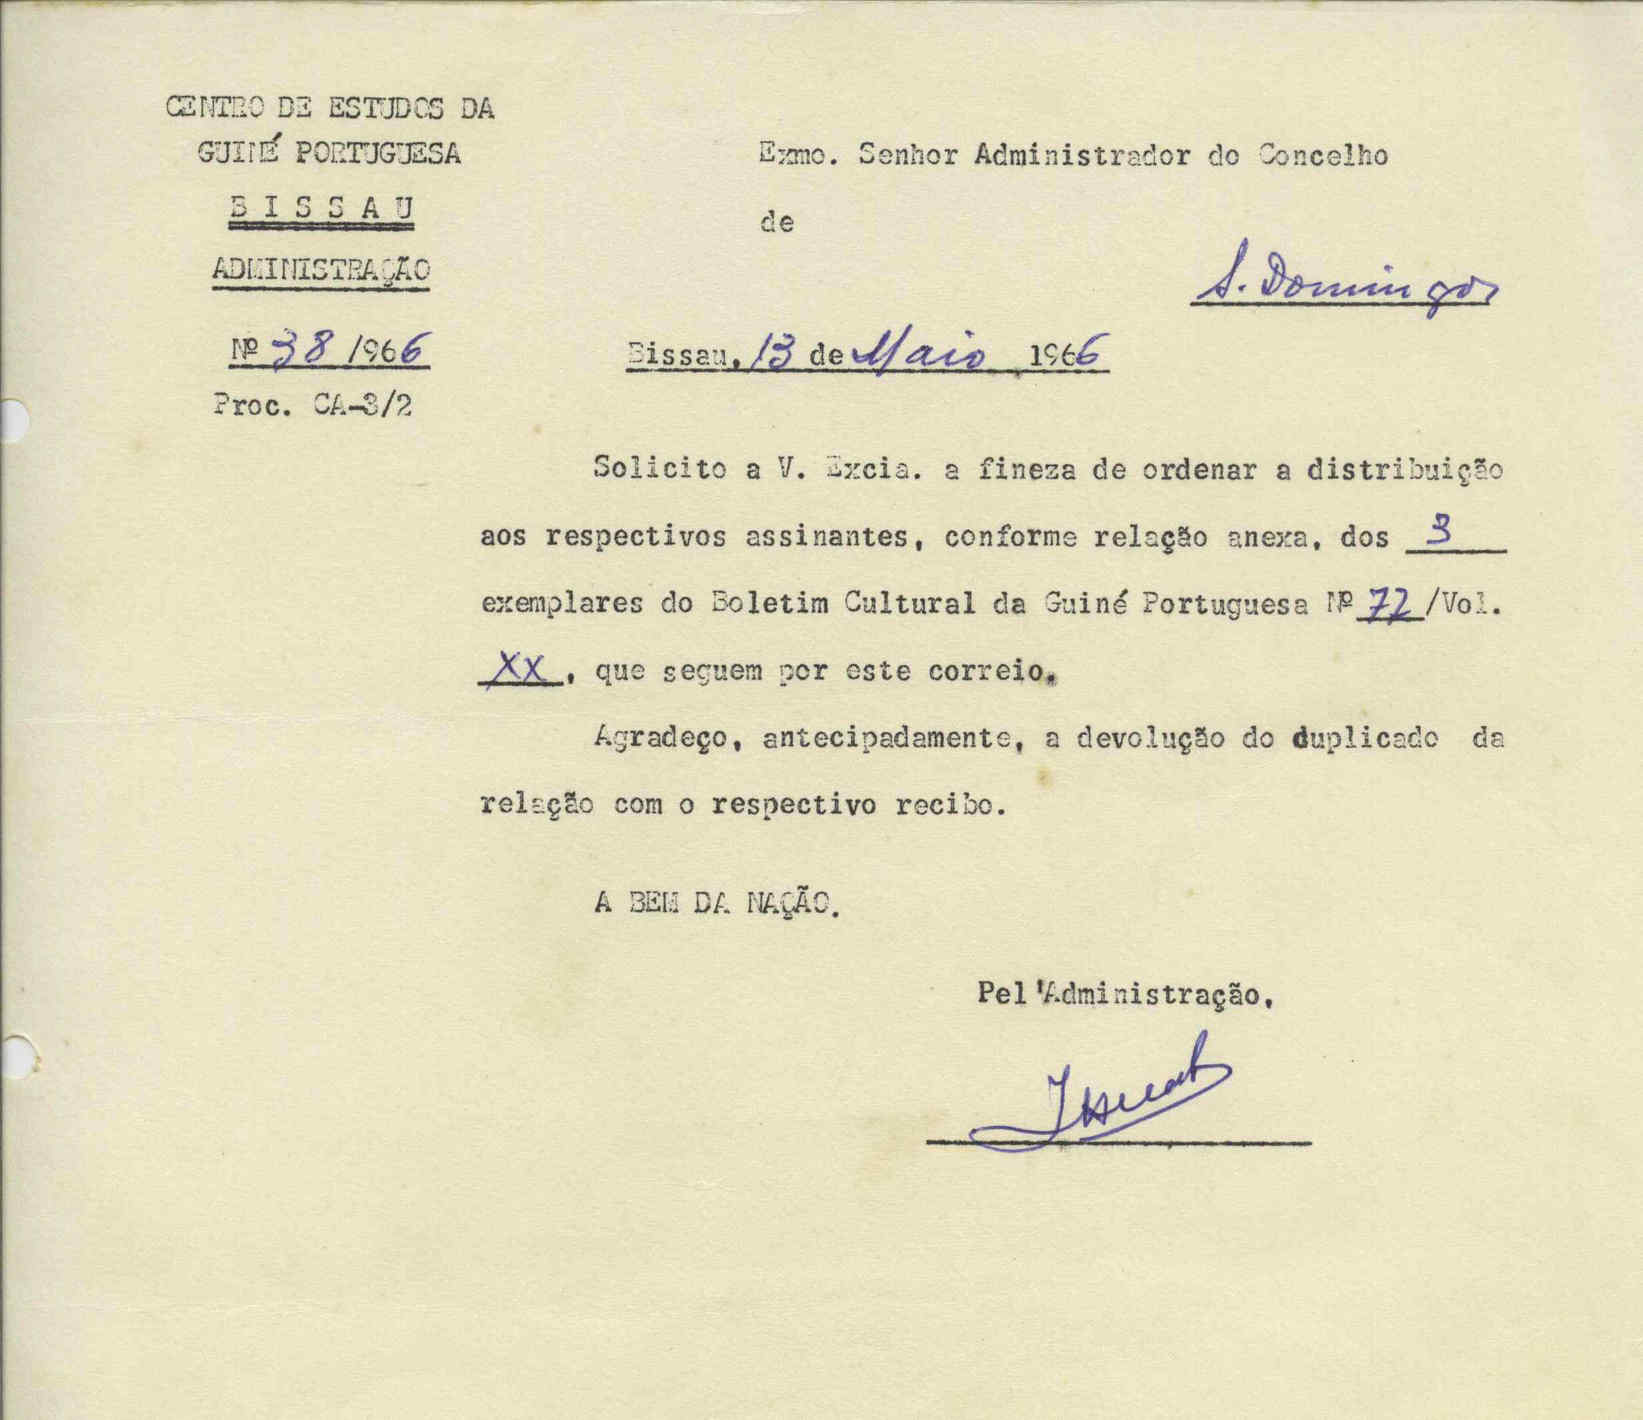 CENTRO DE ESTUDOS DA
GUINÉ PORTUGUESA
B I S S A U
ADMINISTRAÇÃO
Nº 38 /1966
Proc. CA-3/2
Exmo. Senhor Administrador do Concelho
de
S. Domingos
Bissau, 13 de Maio 1966
Solicito a V. Excia. a fineza de ordenar a distribuição
aos respectivos assinantes, conforme relação anexa, dos 3
exemplares do Boletim Cultural da Guiné Portuguesa Nº 72 /Vol.
XX, que seguem por este correio.
Agradeço, antecipadamente, a devolução do duplicado da
relação com o respectivo recibo.
A BEM DA NAÇÃO.
Pel'Administração,